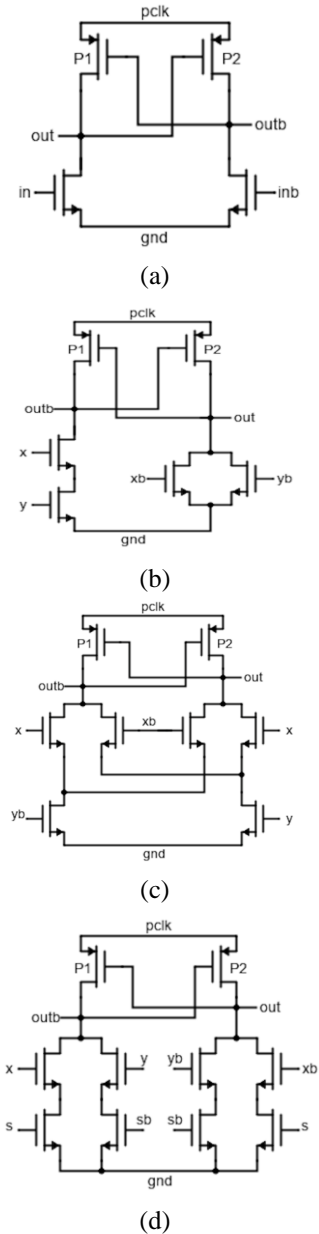 pclk
P1 P2
out outb
in inb
gnd
(a)
pclk
P1 P2
outb out
x
xb yb
y
gnd
(b)
pclk
P1 P2
outb out
x xb x
yb y
gnd
(c)
pclk
P1 P2
outb out
x y yb xb
s sb sb s
gnd
(d)